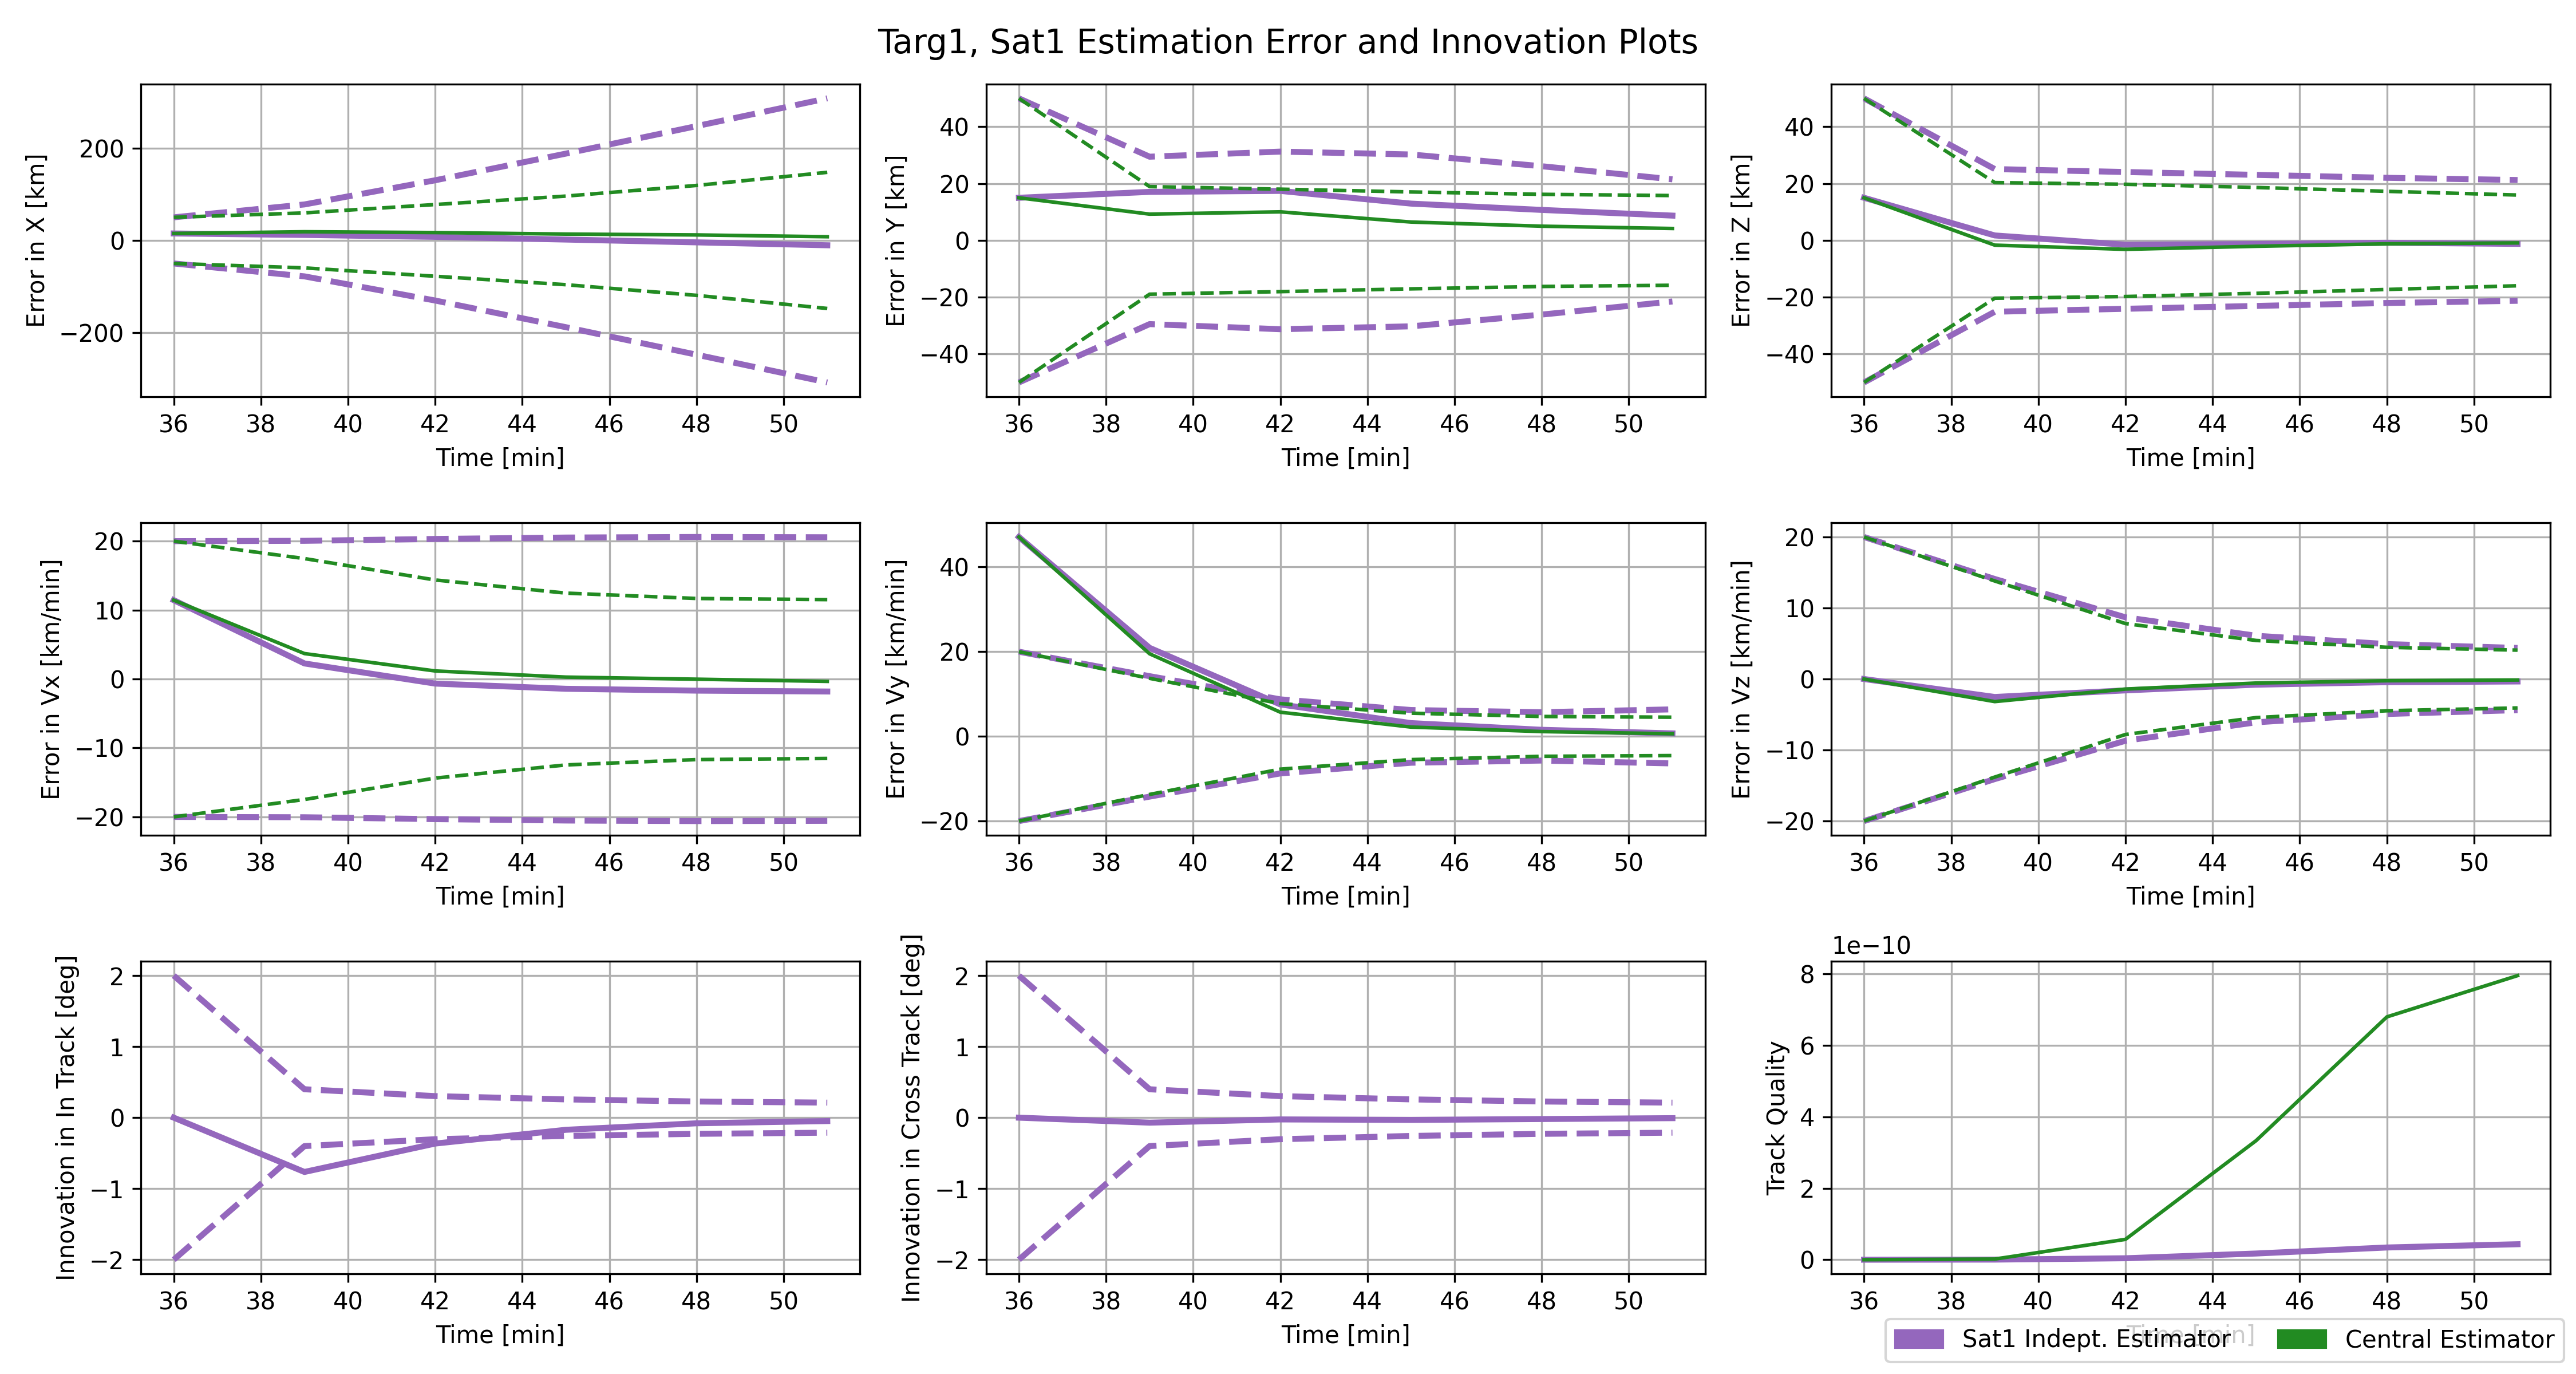 Targ1, Sat1 Estimation Error and Innovation Plots
Error in X [km]
200
0
−200
36 38 40 42 44 46 48 50
Time [min]
Error in Y [km]
40
20
0
−20
−40
36 38 40 42 44 46 48 50
Time [min]
Error in Z [km]
40
20
0
−20
−40
36 38 40 42 44 46 48 50
Time [min]
Error in Vx [km/min]
20
10
0
−10
−20
36 38 40 42 44 46 48 50
Time [min]
Error in Vy [km/min]
40
20
0
−20
36 38 40 42 44 46 48 50
Time [min]
Error in Vz [km/min]
20
10
0
−10
−20
36 38 40 42 44 46 48 50
Time [min]
Innovation in In Track [deg]
2
1
0
−1
−2
36 38 40 42 44 46 48 50
Time [min]
Innovation in Cross Track [deg]
2
1
0
−1
−2
36 38 40 42 44 46 48 50
Time [min]
1e−10
Track Quality
8
6
4
2
0
36 38 40 42 44 46 48 50
Time [min]
Sat1 Indept. Estimator
Central Estimator